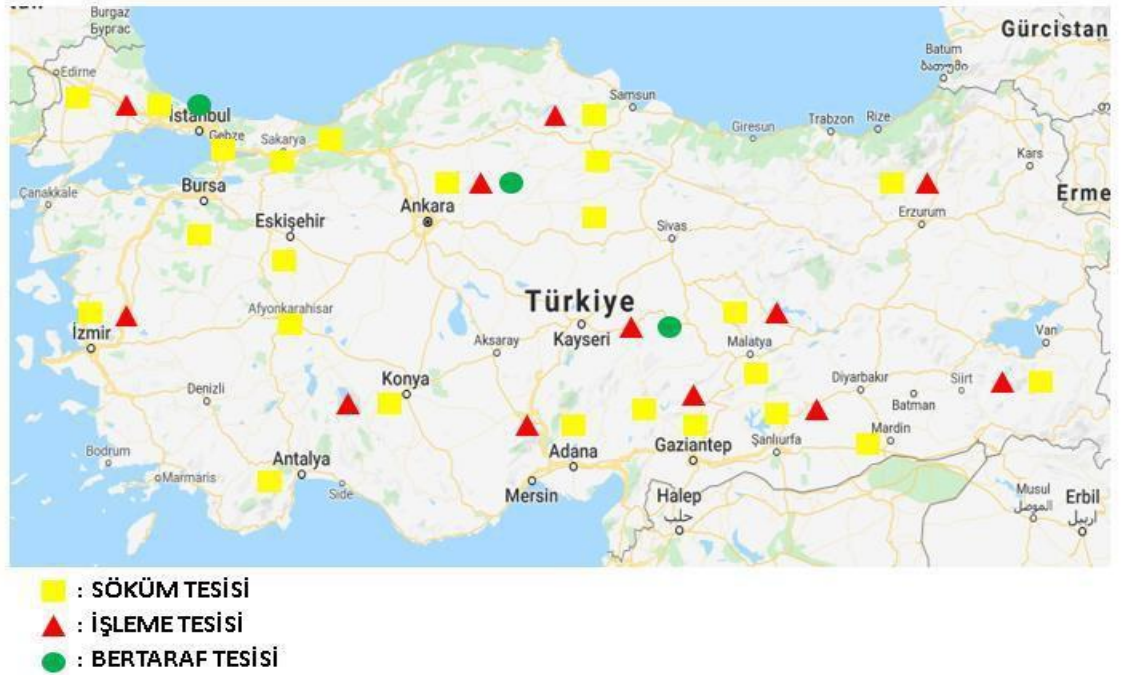 Burgaz
Бургас
Gürcistan
Batum
ბათუმი
Edirne
Samsun
İstanbul
Gebze
Sakarya
Giresun
Trabzon
Rize
Kars
Çanakkale
Bursa
Ankara
Erme
Eskişehir
Erzurum
Sivas
Türkiye
Afyonkarahisar
İzmir
Aksaray
Kayseri
Malatya
Van
Denizli
Konya
Diyarbakır
Siirt
Batman
Mardin
Bodrum
Antalya
Adana
Gaziantep
Şanlıurfa
Marmaris
Side
Mersin
Halep
حلب
Musul
الموصل
Erbil
اربيل
: SÖKÜM TESİSİ
: İŞLEME TESİSİ
: BERTARAF TESİSİ